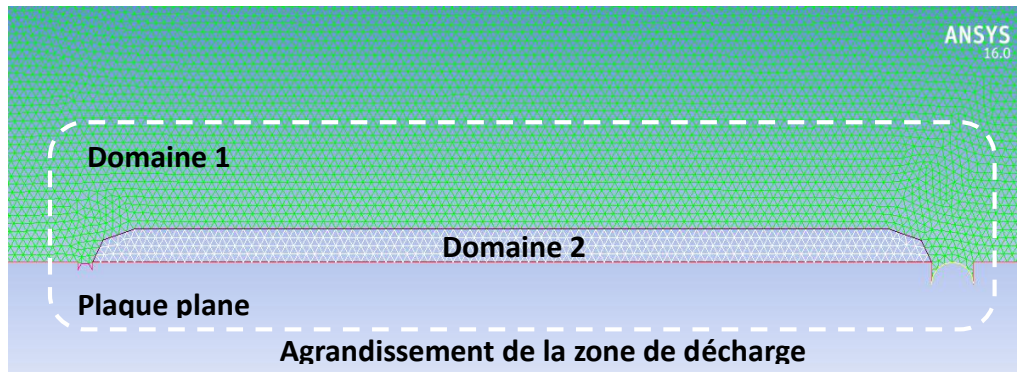 ANSYS
16.0
Domaine 1
Domaine 2
Plaque plane
Agrandissement de la zone de décharge